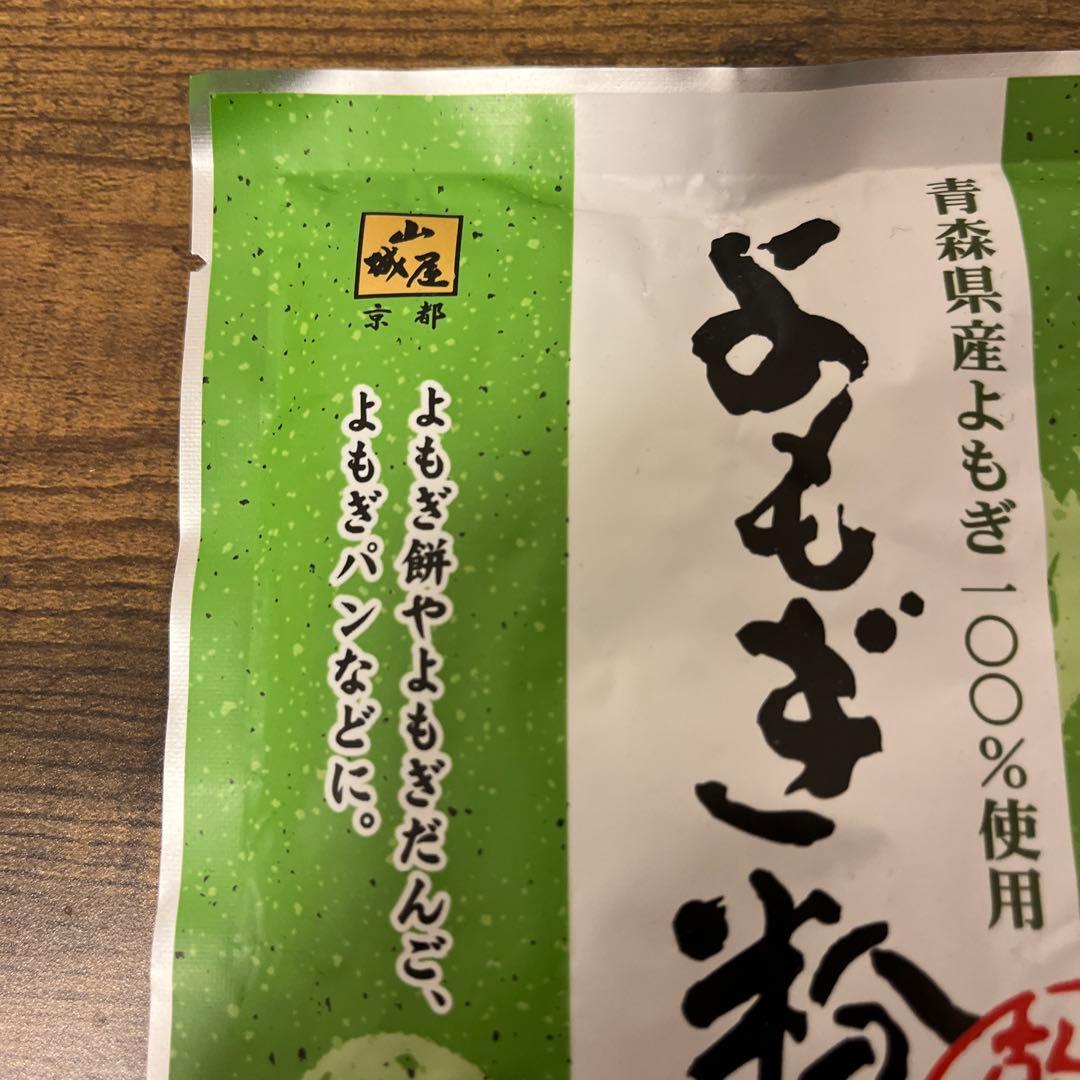 青森県産よもぎ一〇〇%使用
よもぎ粉
山城屋
京都
よもぎ餅やよもぎだんご、
よもぎパンなどに。